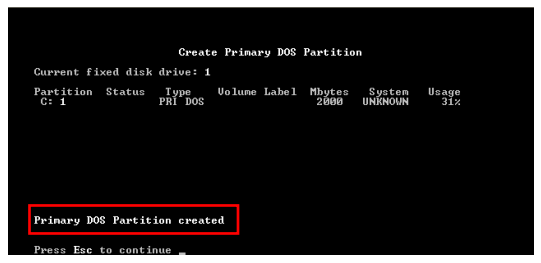 Create Primary DOS Partition
Current fixed disk drive: 1
Partition Status Type Volume Label Mbytes System Usage
C: 1 PRI DOS 2000 UNKNOWN 31%
Primary DOS Partition created
Press Esc to continue _